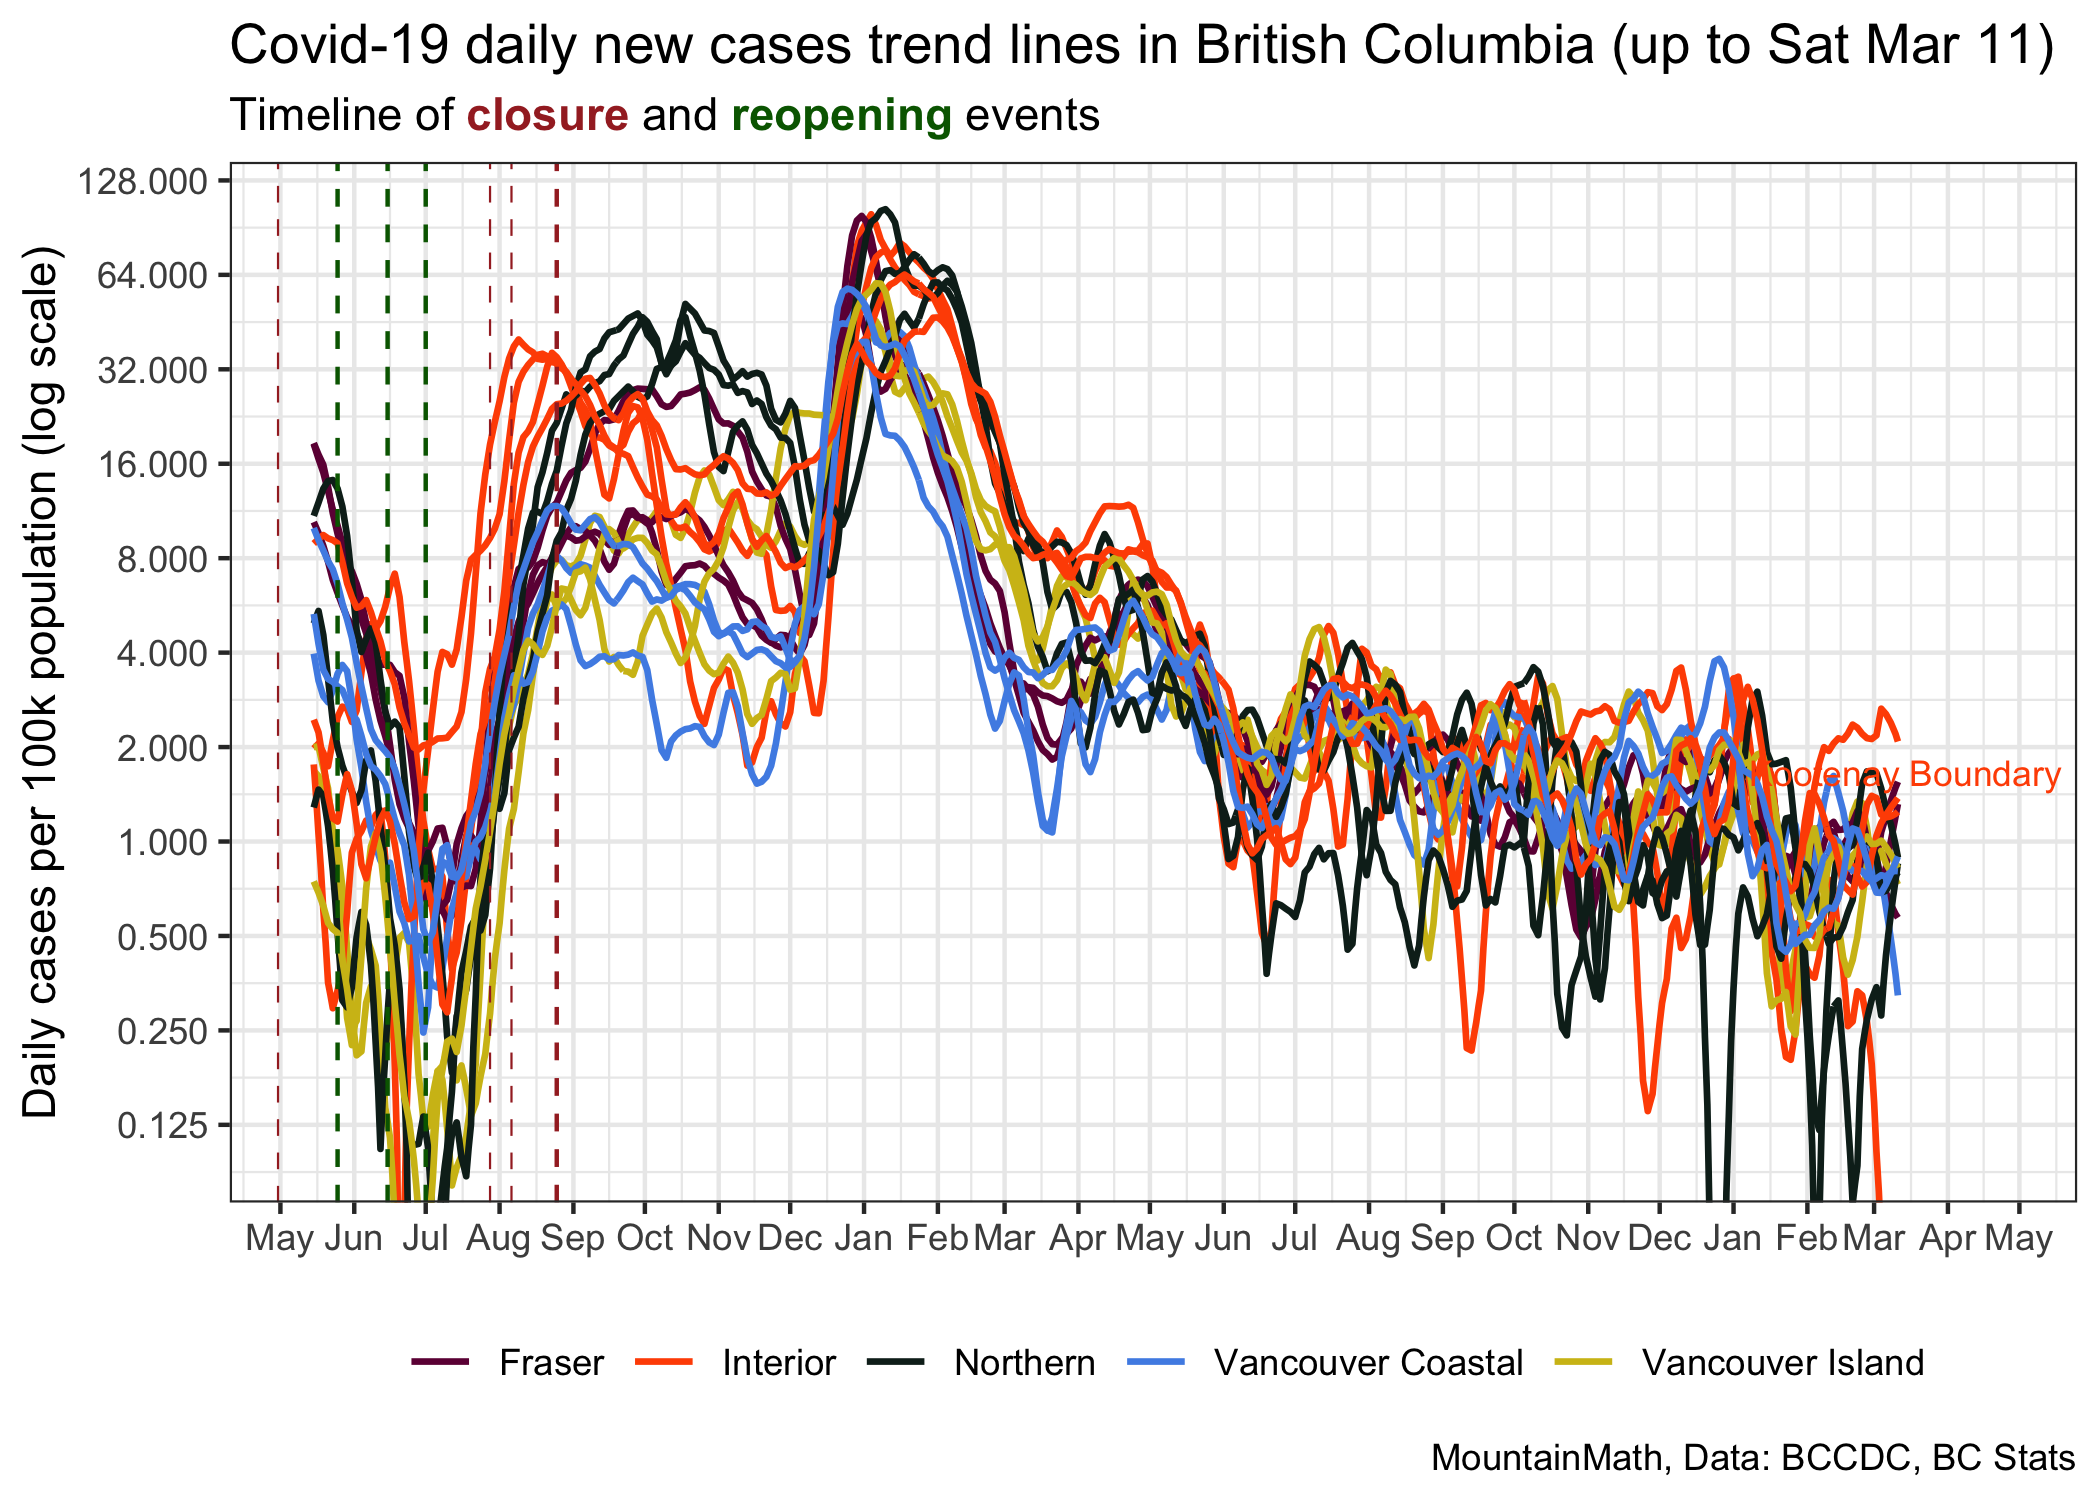 Covid-19 daily new cases trend lines in British Columbia (up to Sat Mar 11)
Timeline of closure and reopening events
Daily cases per 100k population (log scale)
128.000
64.000
32.000
16.000
8.000
4.000
2.000
1.000
0.500
0.250
0.125
Boundary
May Jun Jul Aug Sep Oct Nov Dec Jan Feb Mar Apr May Jun Jul Aug Sep Oct Nov Dec Jan Feb Mar Apr May
Fraser Interior Northern Vancouver Coastal Vancouver Island
MountainMath, Data: BCCDC, BC Stats